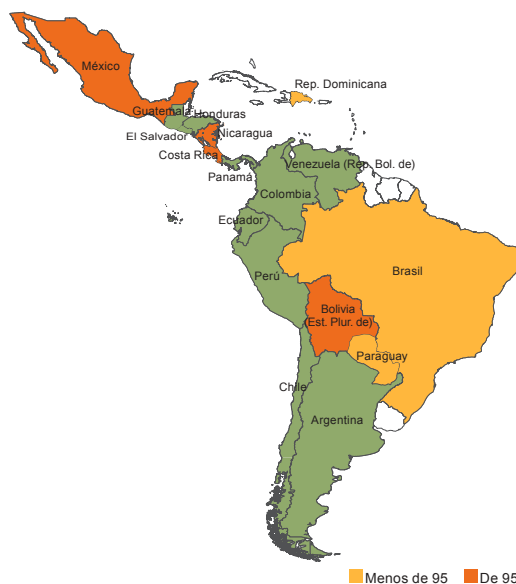 México
Rep. Dominicana
Guatemala
Honduras
El Salvador
Nicaragua
Costa Rica
Panamá
Venezuela (Rep. Bol. de)
Colombia
Ecuador
Perú
Brasil
Bolivia
(Est. Plur. de)
Paraguay
Chile
Argentina
Menos de 95
De 95